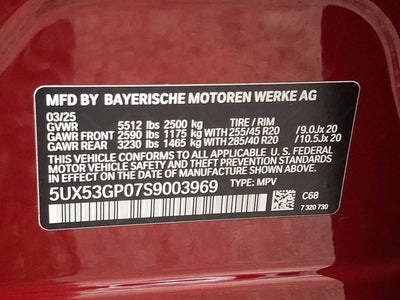 MFD BY BAYERISCHE MOTOREN WERKE AG
03/25
GVWR 5512 lbs 2500 kg TIRE / RIM
GAWR FRONT 2590 lbs 1175 kg WITH 255/45 R20 /9.0Jx 20
GAWR REAR 3230 lbs 1465 kg WITH 285/40 R20 /10.5Jx 20
THIS VEHICLE CONFORMS TO ALL APPLICABLE FEDERAL
MOTOR VEHICLE SAFETY AND THEFT PREVENTION
STANDARDS IN EFFECT ON THE DATE OF MANUFACTURE
SHOWN ABOVE.
5UX53GP07S9003969 TYPE: MPV
C68
7 320 730